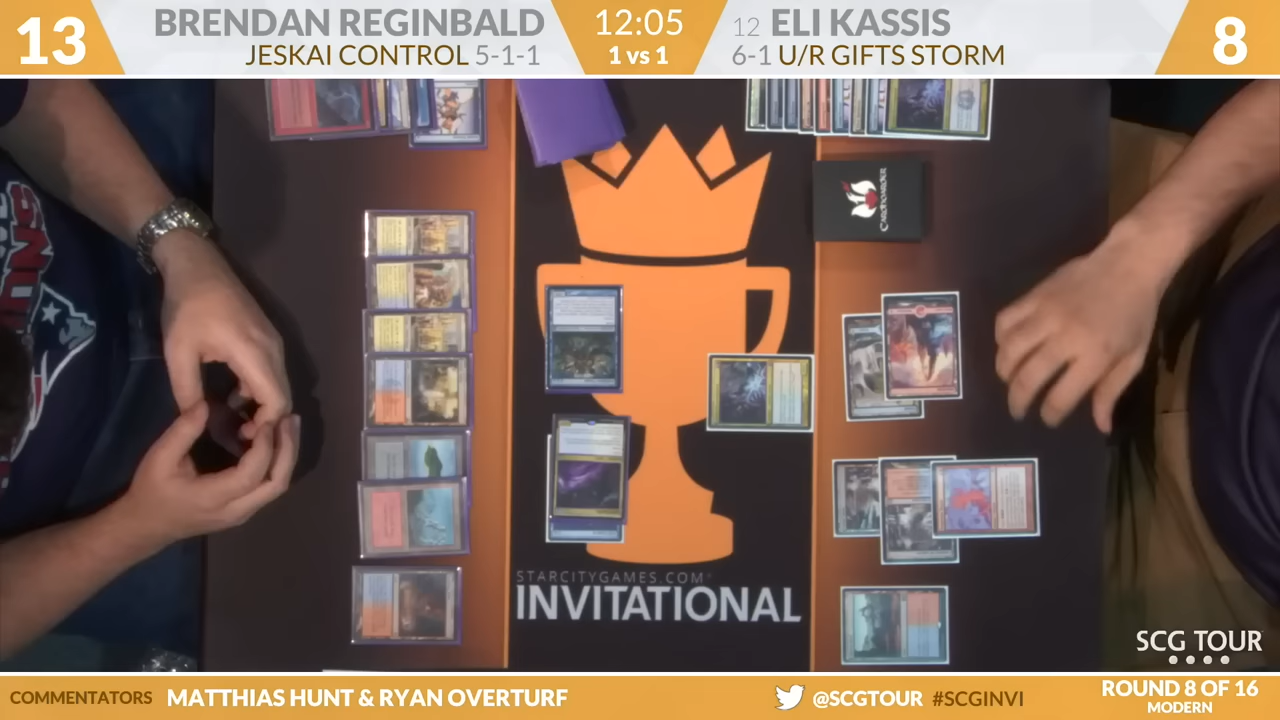 13
BRENDAN REGINBALD
JESKAI CONTROL 5-1-1
12:05
1 vs 1
12 ELI KASSIS
6-1 U/R GIFTS STORM
8
CARDHOARDER
STARCITYGAMES.COM
INVITATIONAL
SCG TOUR
COMMENTATORS MATTHIAS HUNT & RYAN OVERTURF
@SCGTOUR #SCGINVI
ROUND 8 OF 16
MODERN